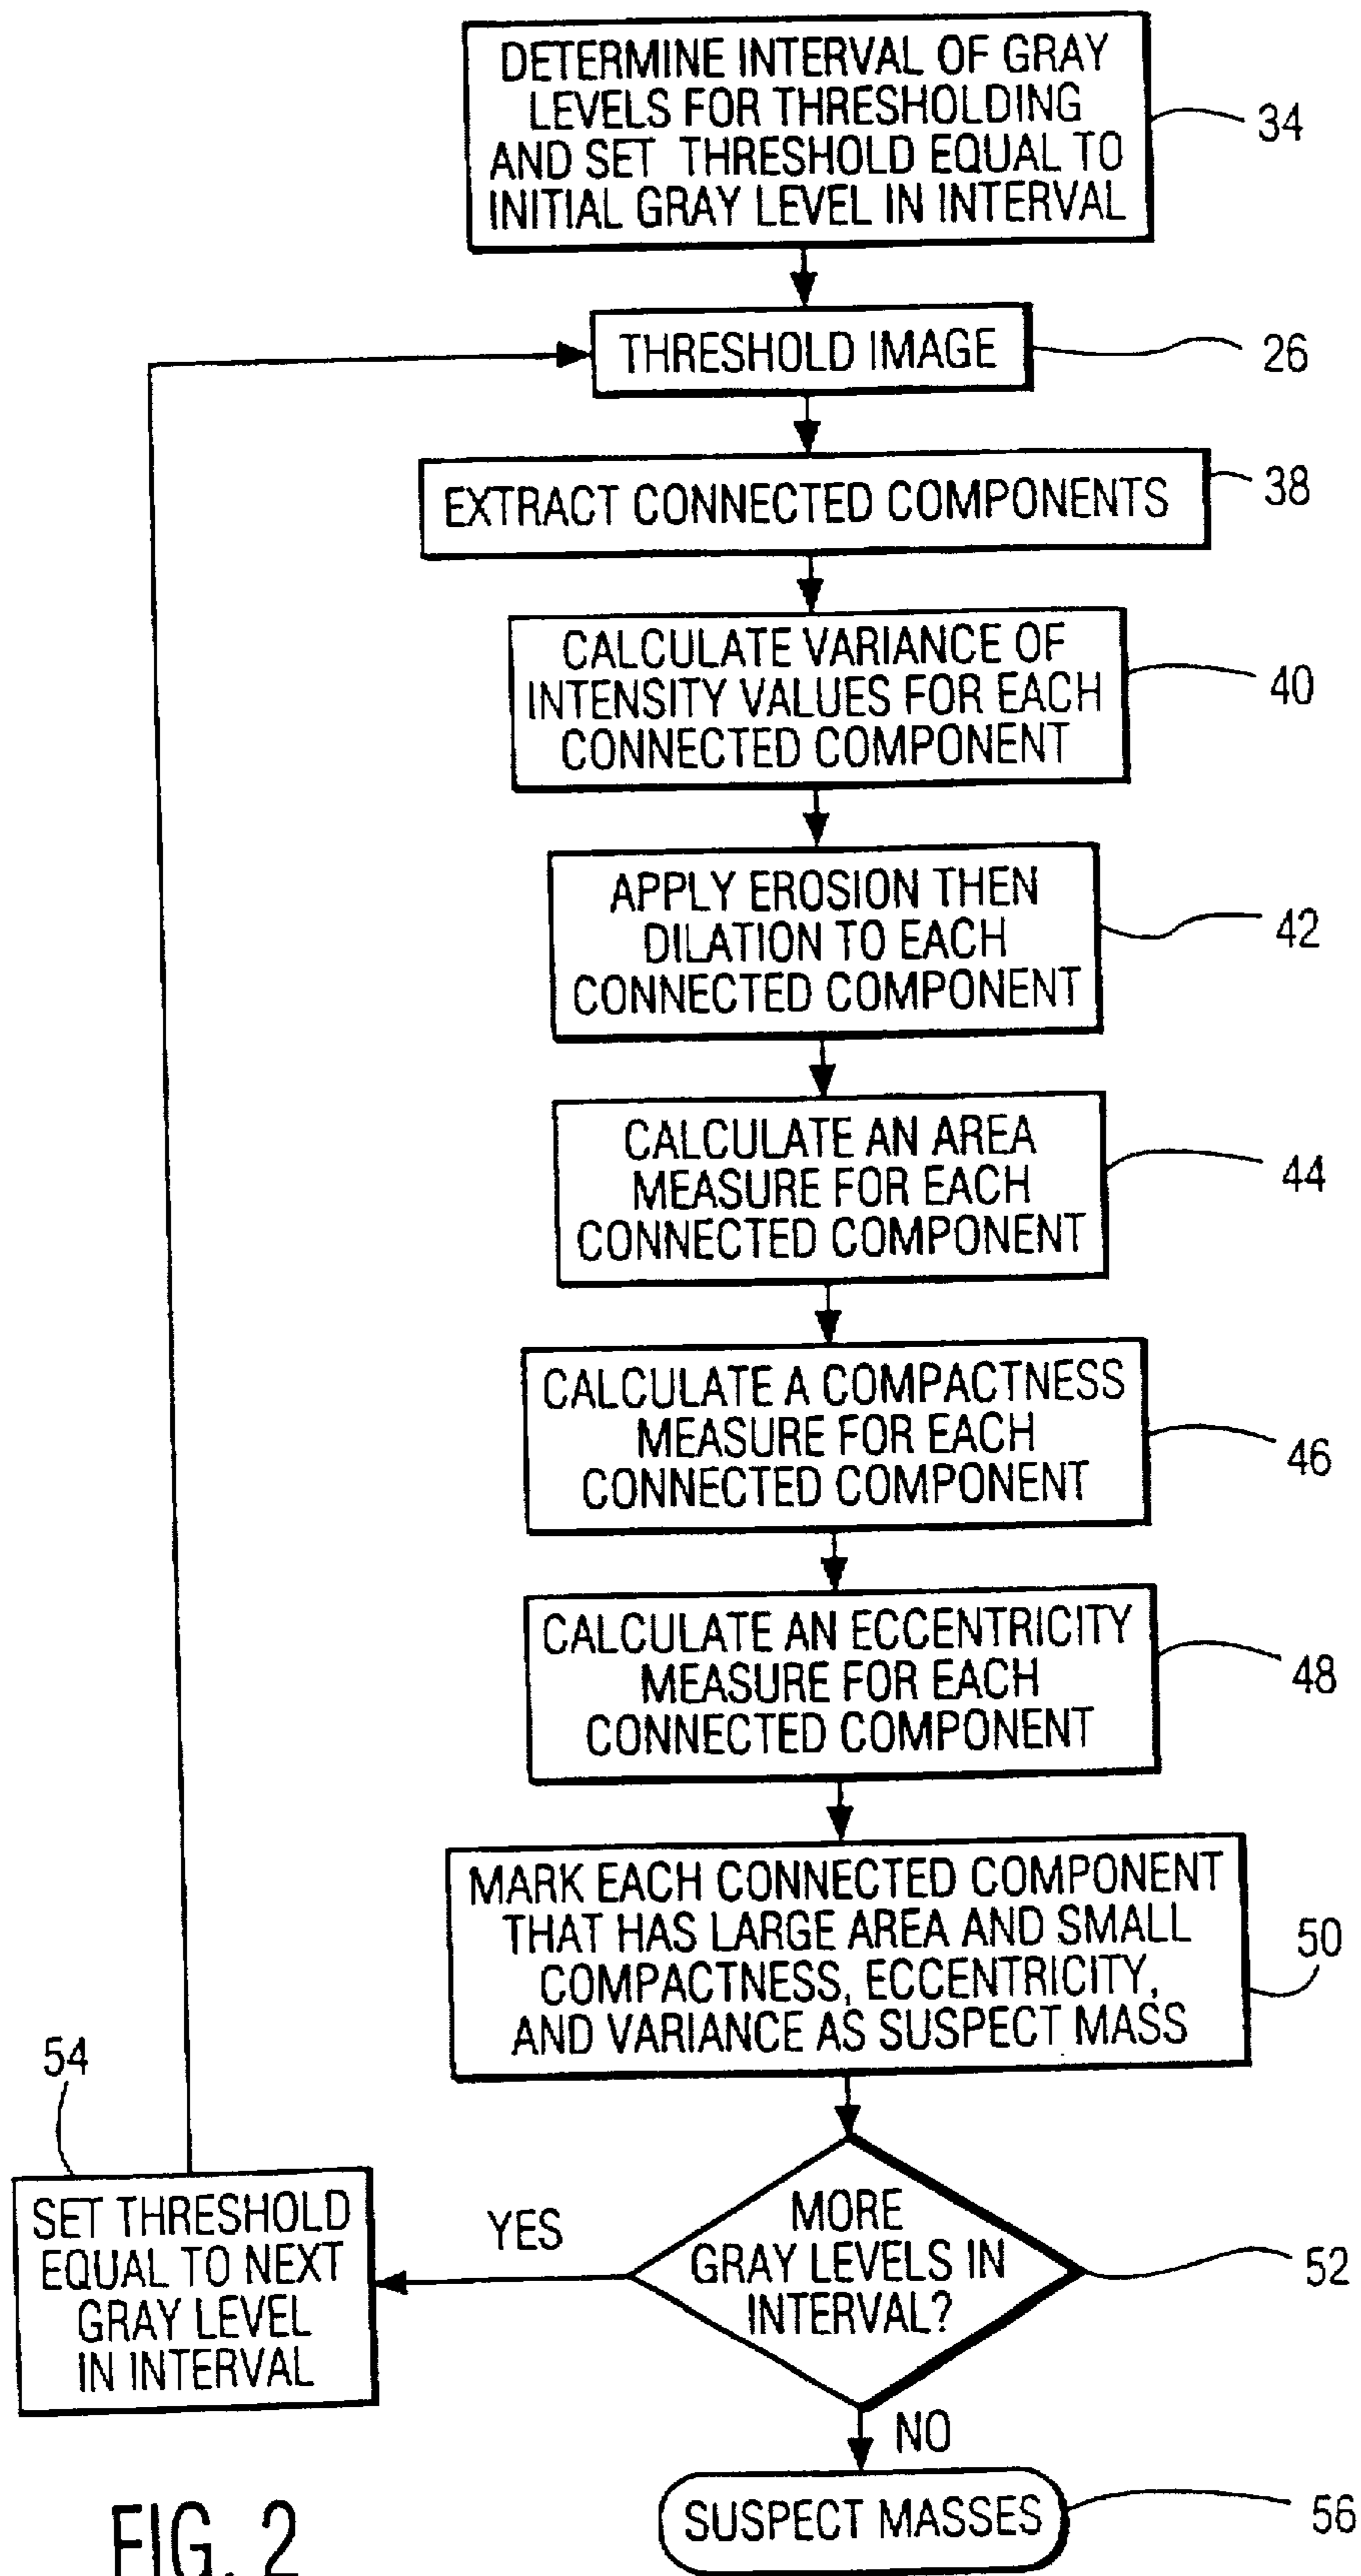 DETERMINE INTERVAL OF GRAY
LEVELS FOR THRESHOLDING
AND SET THRESHOLD EQUAL TO
INITIAL GRAY LEVEL IN INTERVAL
34
THRESHOLD IMAGE
26
EXTRACT CONNECTED COMPONENTS
38
CALCULATE VARIANCE OF
INTENSITY VALUES FOR EACH
CONNECTED COMPONENT
40
APPLY EROSION THEN
DILATION TO EACH
CONNECTED COMPONENT
42
CALCULATE AN AREA
MEASURE FOR EACH
CONNECTED COMPONENT
44
CALCULATE A COMPACTNESS
MEASURE FOR EACH
CONNECTED COMPONENT
46
CALCULATE AN ECCENTRICITY
MEASURE FOR EACH
CONNECTED COMPONENT
48
MARK EACH CONNECTED COMPONENT
THAT HAS LARGE AREA AND SMALL
COMPACTNESS, ECCENTRICITY,
AND VARIANCE AS SUSPECT MASS
50
MORE
GRAY LEVELS IN
INTERVAL?
52
YES
54
SET THRESHOLD
EQUAL TO NEXT
GRAY LEVEL
IN INTERVAL
NO
SUSPECT MASSES
56
FIG. 2